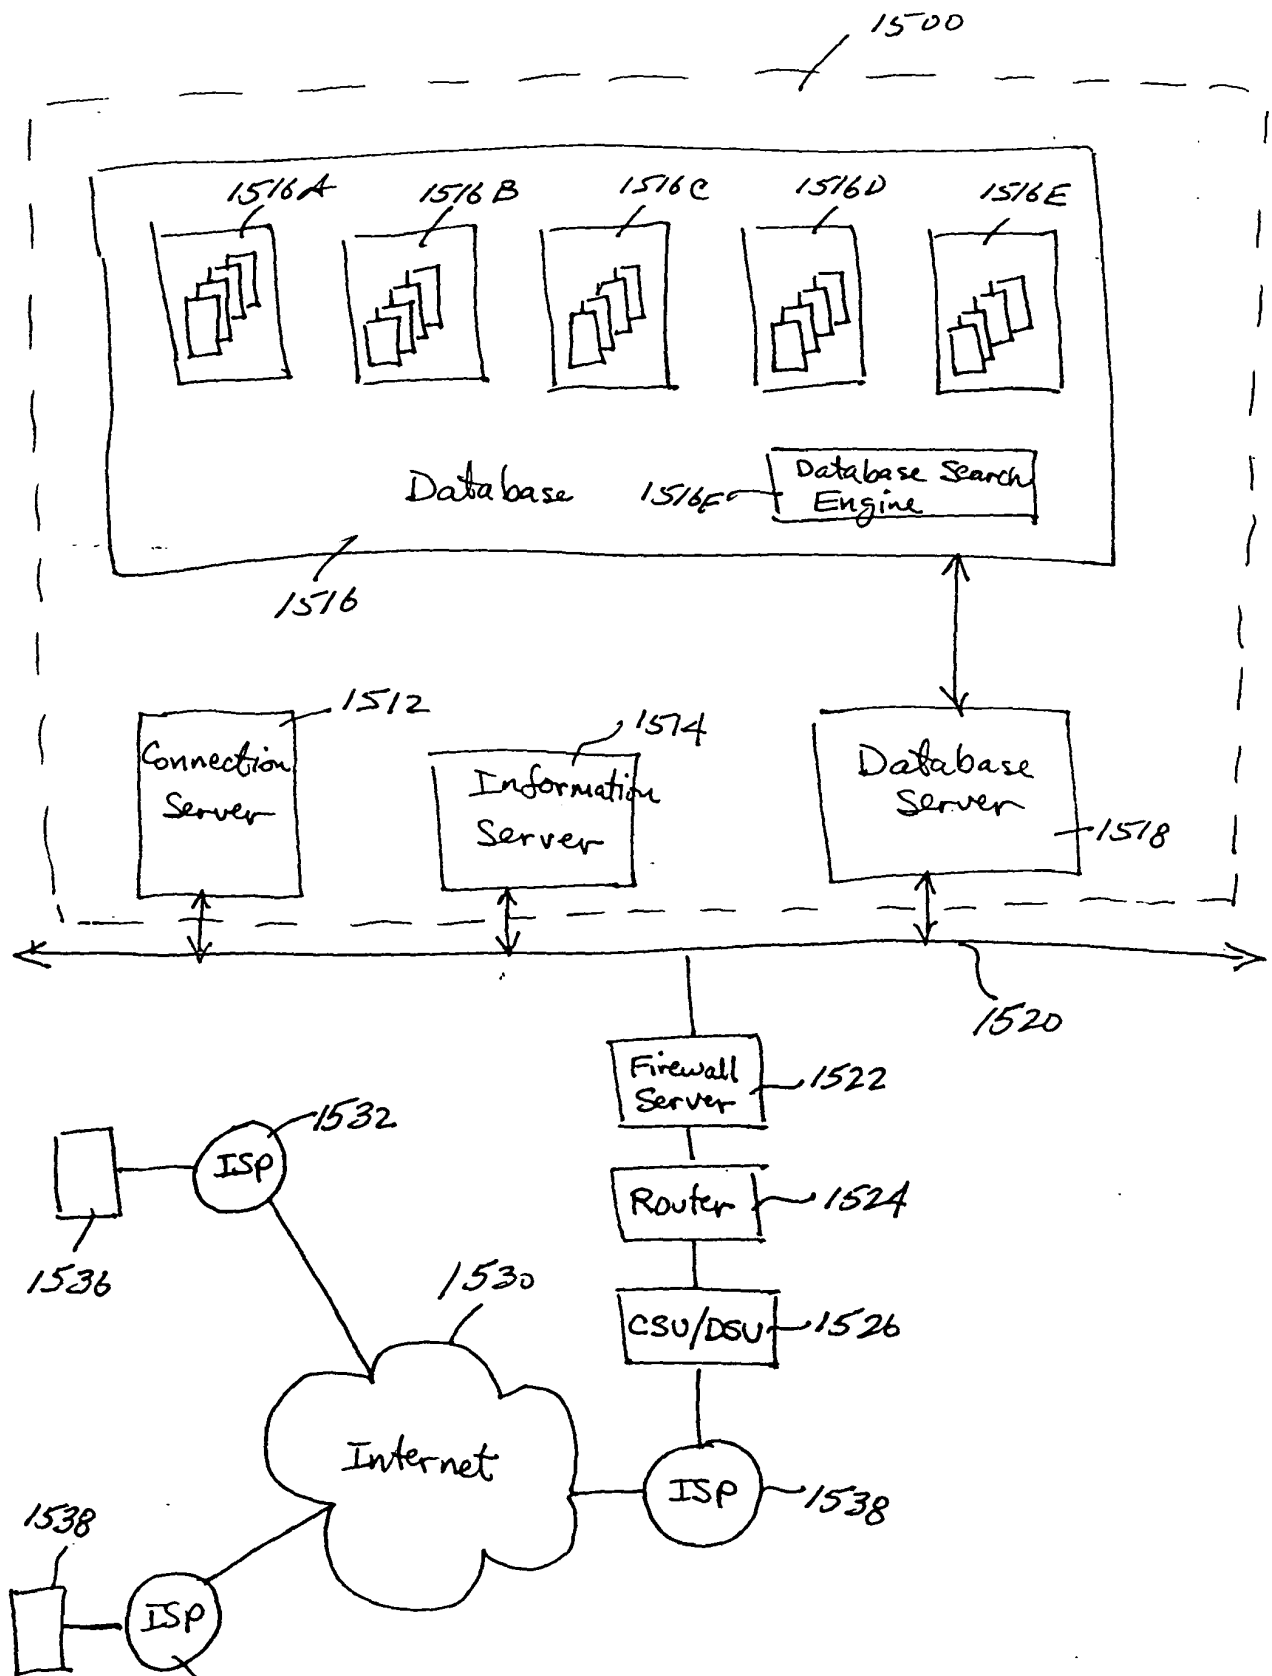 1500
1516A
1516B
1516C
1516D
1516E
Database
1516F
Database Search
Engine
1516
1512
Connection
Server
1514
Information
Server
Database
Server
1518
1520
Firewall
Server
1522
ISP
1532
1536
Router
1524
1530
CSU/DSU
1526
Internet
ISP
1538
1538
ISP